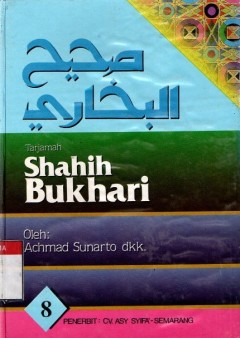 صحيح
البخاري
Tarjamah
Shahih
Bukhari
Oleh:
Achmad Sunarto dkk.
8
PENERBIT: CV. ASY SYIFA' - SEMARANG